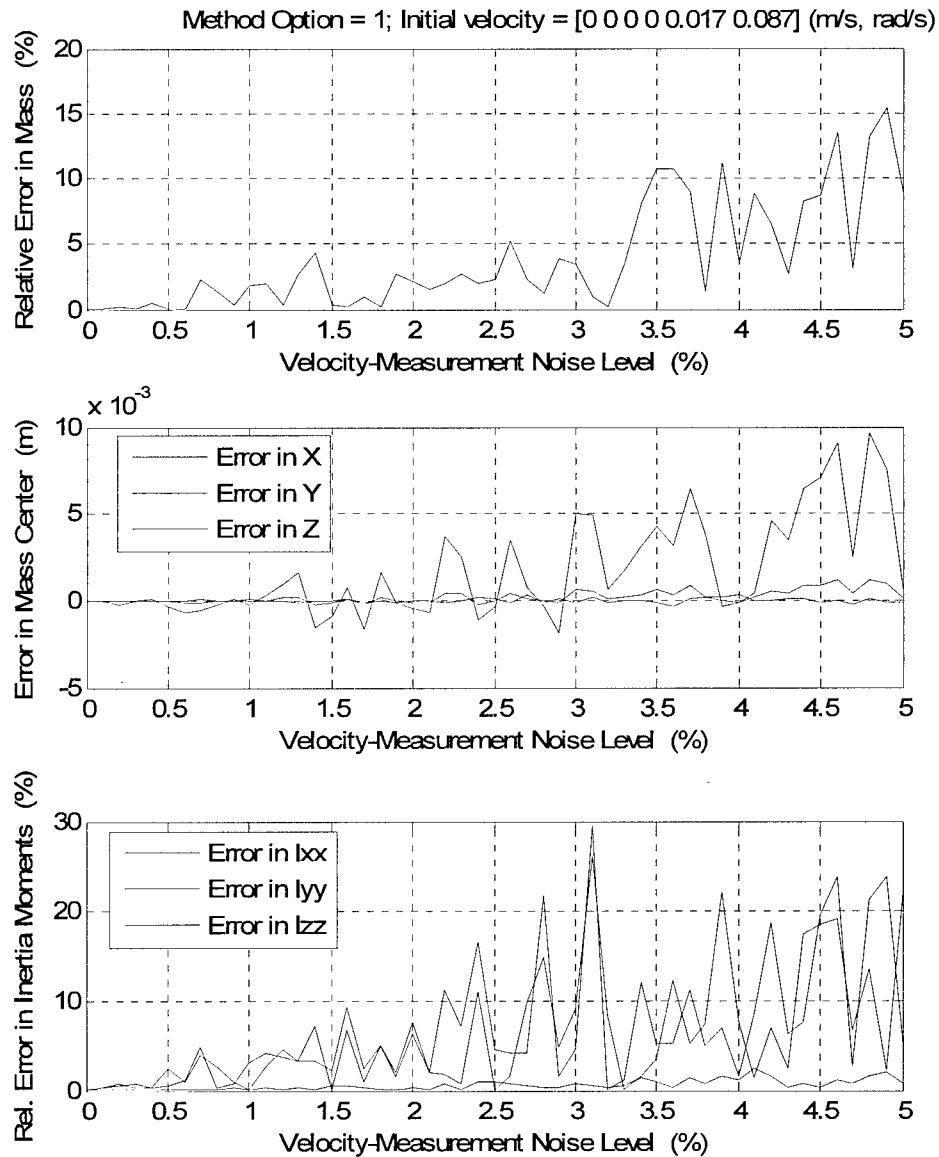 Method Option = 1; Initial velocity = [0 0 0 0 0.017 0.087] (m/s, rad/s)
Relative Error in Mass (%)
20
15
10
5
0
0 0.5 1 1.5 2 2.5 3 3.5 4 4.5 5
Velocity-Measurement Noise Level (%)
x 10-3
Error in Mass Center (m)
10
5
0
-5
Error in X
Error in Y
Error in Z
0 0.5 1 1.5 2 2.5 3 3.5 4 4.5 5
Velocity-Measurement Noise Level (%)
Rel. Error in Inertia Moments (%)
30
20
10
0
Error in Ixx
Error in Iyy
Error in Izz
0 0.5 1 1.5 2 2.5 3 3.5 4 4.5 5
Velocity-Measurement Noise Level (%)